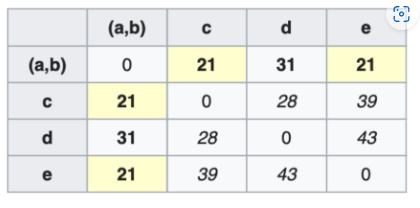 (a,b) c d e
(a,b) 0 21 31 21
c 21 0 28 39
d 31 28 0 43
e 21 39 43 0